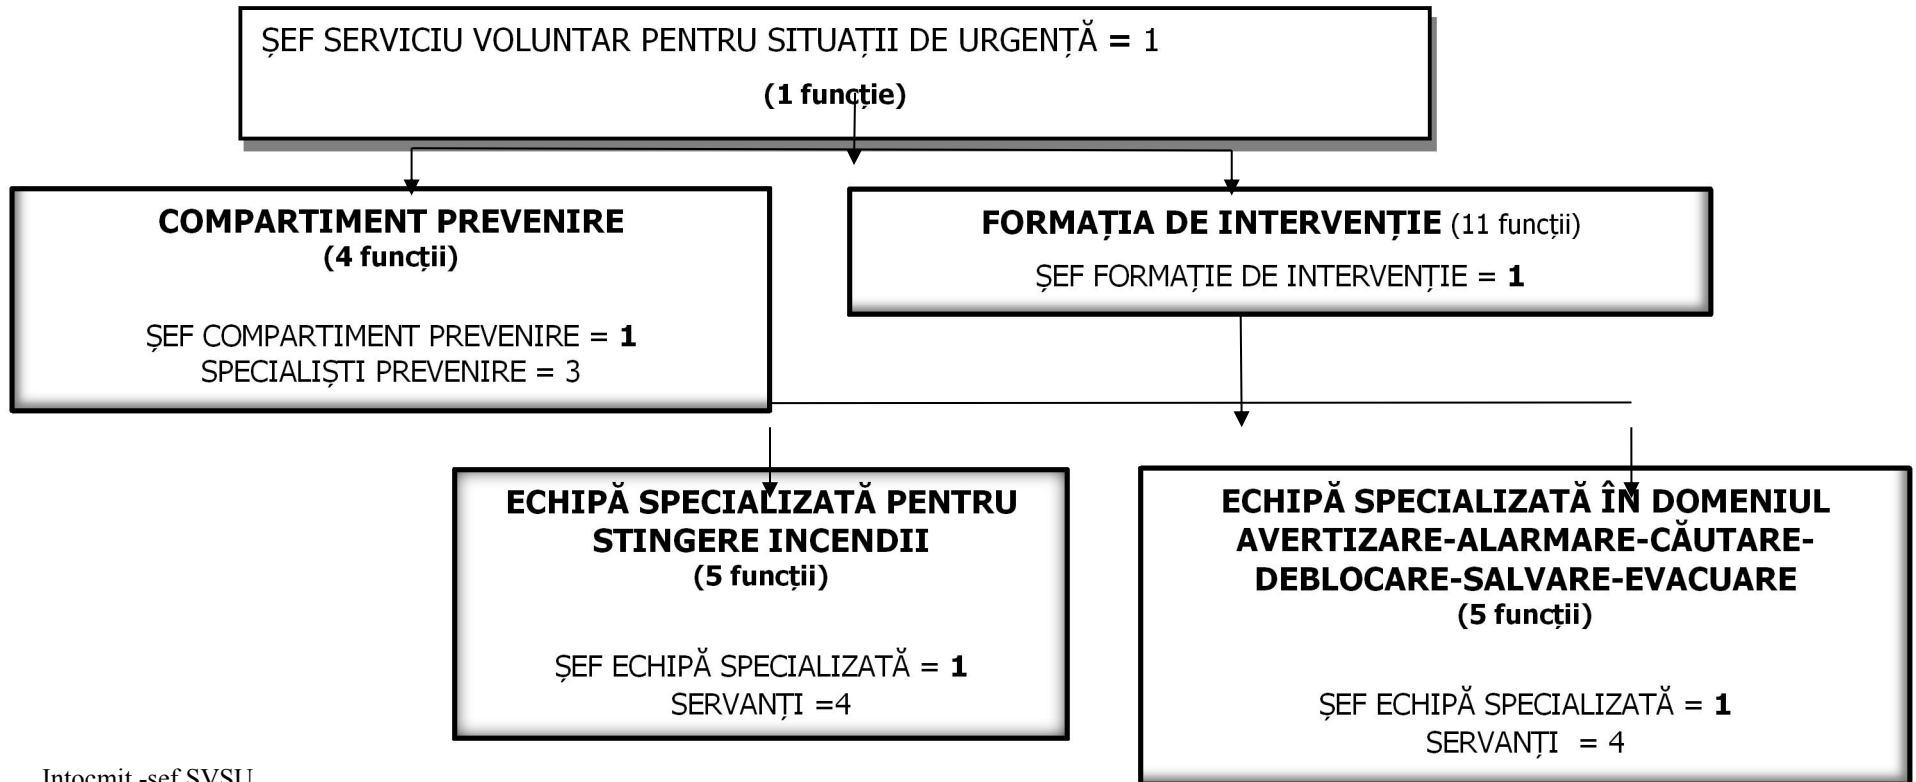 ȘEF SERVICIU VOLUNTAR PENTRU SITUAȚII DE URGENȚĂ = 1
(1 funcție)
COMPARTIMENT PREVENIRE
(4 funcții)
ȘEF COMPARTIMENT PREVENIRE = 1
SPECIALIȘTI PREVENIRE = 3
FORMAȚIA DE INTERVENȚIE (11 funcții)
ȘEF FORMAȚIE DE INTERVENȚIE = 1
ECHIPĂ SPECIALIZATĂ PENTRU
STINGERE INCENDII
(5 funcții)
ȘEF ECHIPĂ SPECIALIZATĂ = 1
SERVANȚI =4
ECHIPĂ SPECIALIZATĂ ÎN DOMENIUL
AVERTIZARE-ALARMARE-CĂUTARE-
DEBLOCARE-SALVARE-EVACUARE
(5 funcții)
ȘEF ECHIPĂ SPECIALIZATĂ = 1
SERVANȚI = 4
Intocmit -sef SVSU